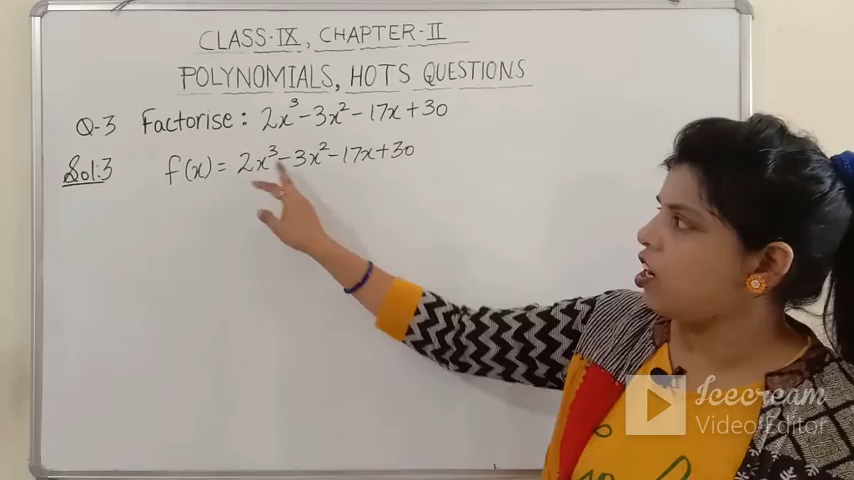 CLASS-IX, CHAPTER-II
POLYNOMIALS, HOTS QUESTIONS
Q-3 Factorise: 2x³-3x²-17x+30
Sol:3 f(x)= 2x³-3x²-17x+30
Icecream
Video Editor